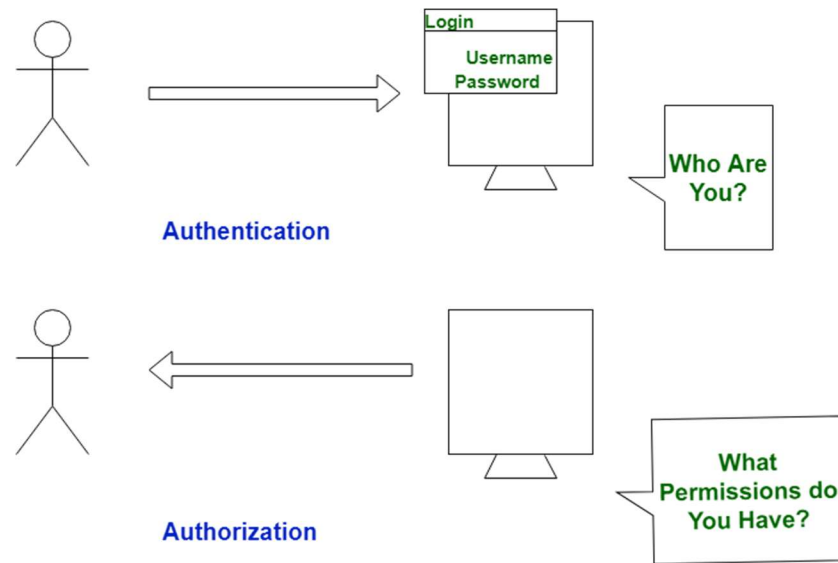 Login
Username
Password
Who Are
You?
Authentication
What
Permissions do
You Have?
Authorization